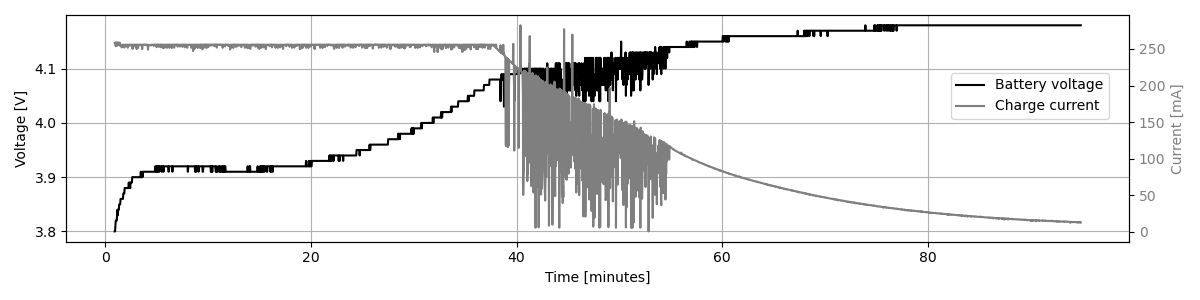 Voltage [V]
4.1
4.0
3.9
3.8
Battery voltage
Charge current
250
200
150
100
50
0
Current [mA]
0 20 40 60 80
Time [minutes]